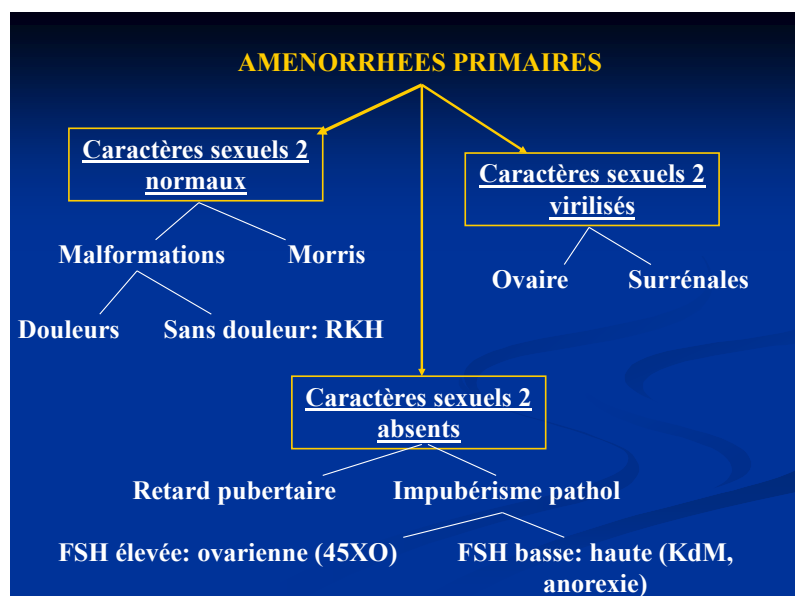 AMENORRHEES PRIMAIRES
Caractères sexuels 2
normaux
Caractères sexuels 2
virilisés
Malformations
Morris
Ovaire
Surrénales
Douleurs
Sans douleur: RKH
Caractères sexuels 2
absents
Retard pubertaire
Impubérisme pathol
FSH élevée: ovarienne (45XO)
FSH basse: haute (KdM,
anorexie)